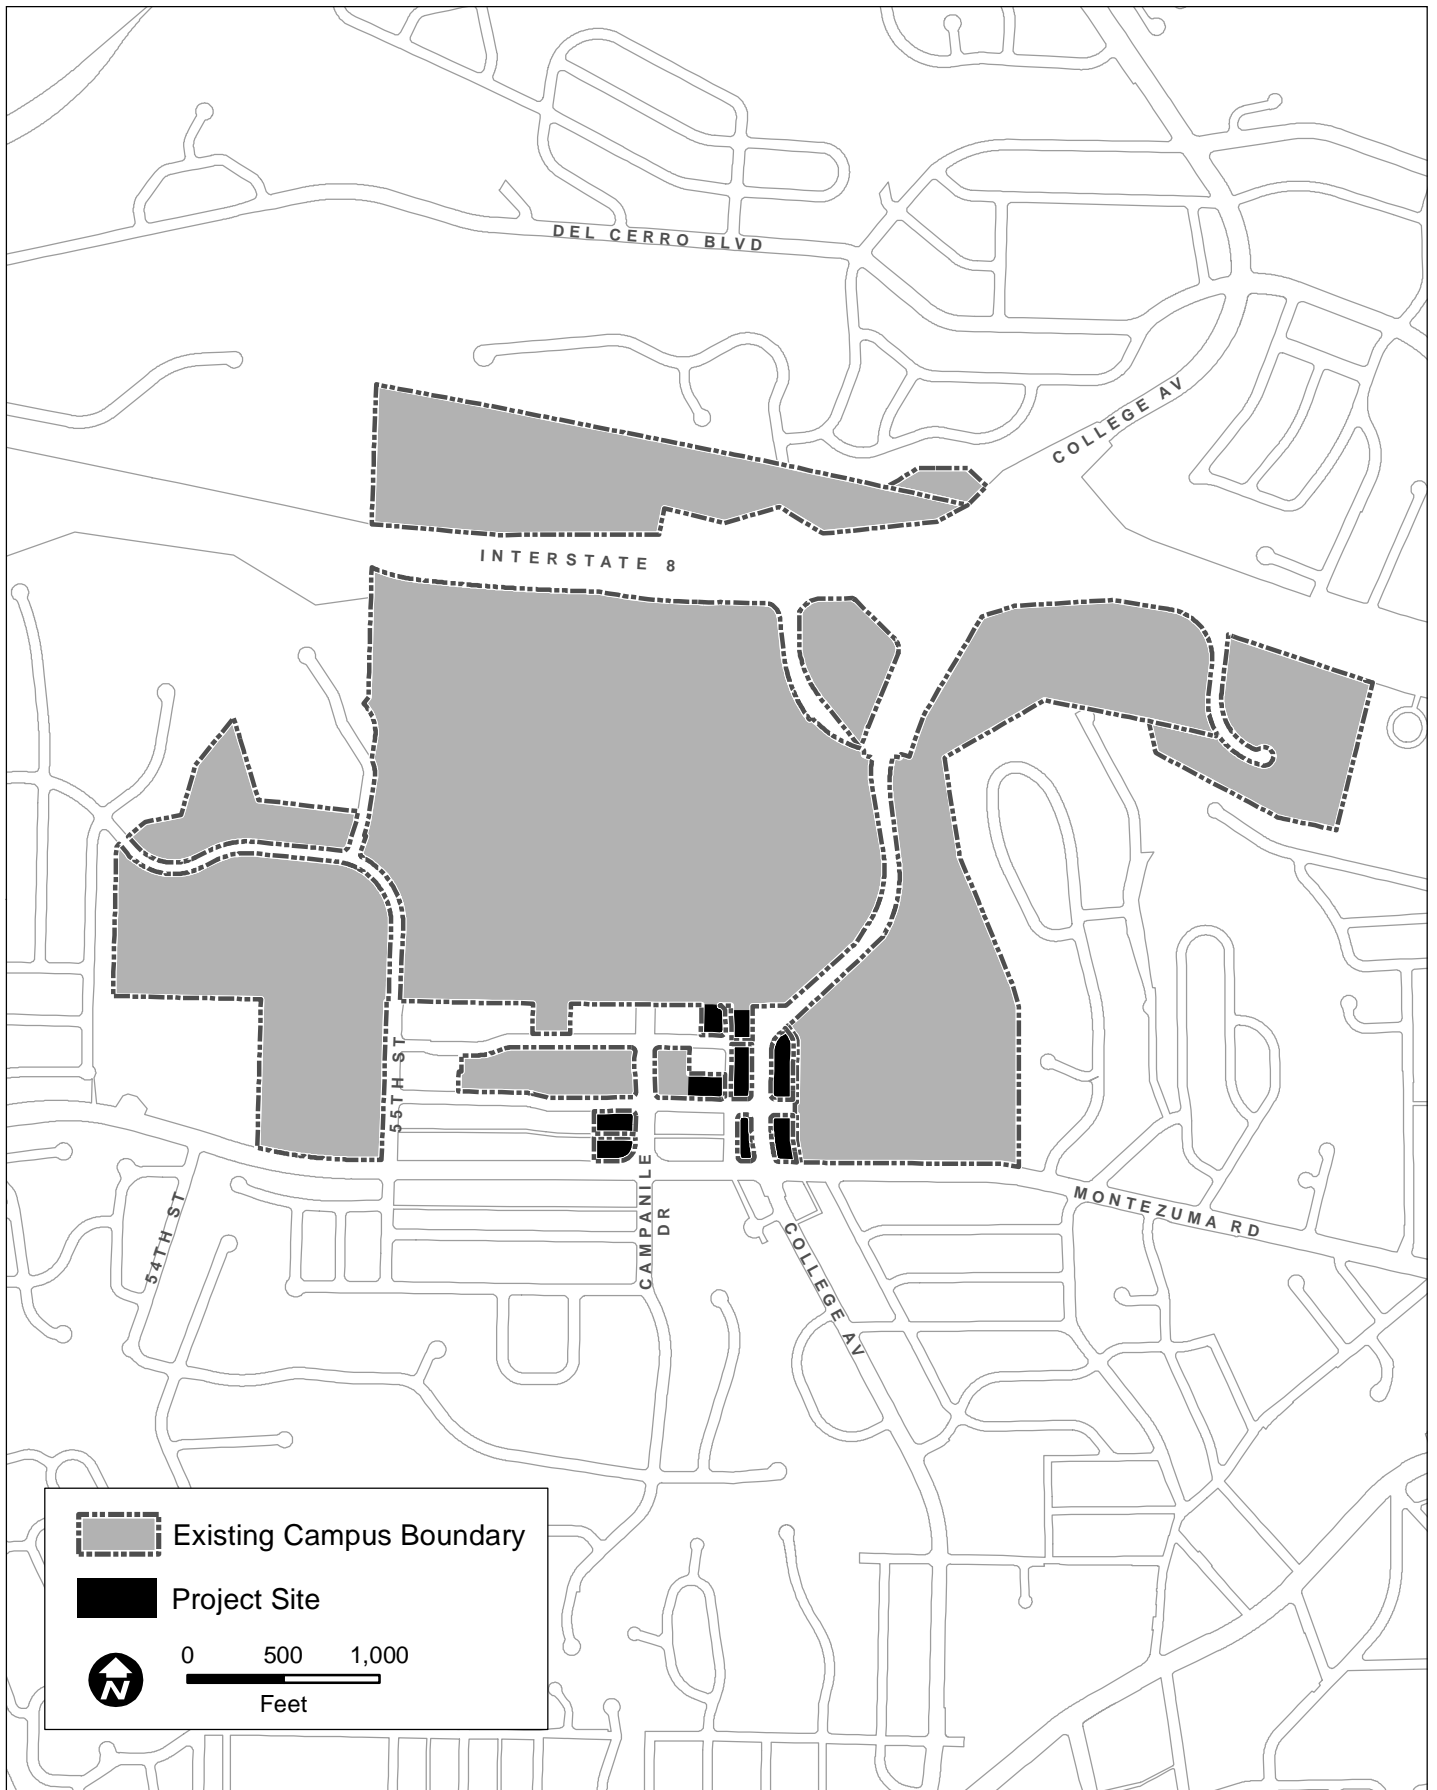 DEL CERRO BLVD
COLLEGE AV
INTERSTATE 8
55TH ST
CAMPANILE
DR
MONTEZUMA RD
54TH ST
COLLEGE AV
Existing Campus Boundary
Project Site
0 500 1,000
N
Feet